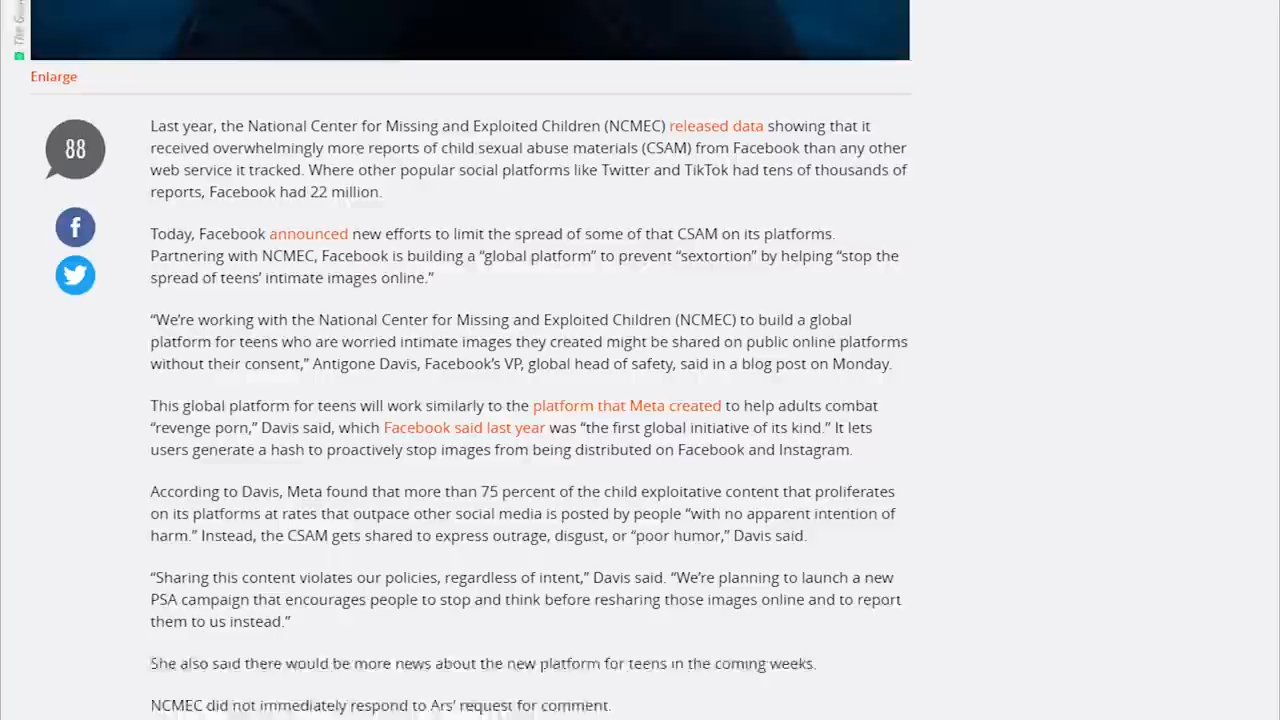 Enlarge
88
Last year, the National Center for Missing and Exploited Children (NCMEC) released data showing that it
received overwhelmingly more reports of child sexual abuse materials (CSAM) from Facebook than any other
web service it tracked. Where other popular social platforms like Twitter and TikTok had tens of thousands of
reports, Facebook had 22 million.
Today, Facebook announced new efforts to limit the spread of some of that CSAM on its platforms.
Partnering with NCMEC, Facebook is building a “global platform” to prevent “sextortion” by helping “stop the
spread of teens’ intimate images online.”
“We’re working with the National Center for Missing and Exploited Children (NCMEC) to build a global
platform for teens who are worried intimate images they created might be shared on public online platforms
without their consent,” Antigone Davis, Facebook’s VP, global head of safety, said in a blog post on Monday.
This global platform for teens will work similarly to the platform that Meta created to help adults combat
“revenge porn,” Davis said, which Facebook said last year was “the first global initiative of its kind.” It lets
users generate a hash to proactively stop images from being distributed on Facebook and Instagram.
According to Davis, Meta found that more than 75 percent of the child exploitative content that proliferates
on its platforms at rates that outpace other social media is posted by people “with no apparent intention of
harm.” Instead, the CSAM gets shared to express outrage, disgust, or “poor humor,” Davis said.
“Sharing this content violates our policies, regardless of intent,” Davis said. “We’re planning to launch a new
PSA campaign that encourages people to stop and think before resharing those images online and to report
them to us instead.”
She also said there would be more news about the new platform for teens in the coming weeks.
NCMEC did not immediately respond to Ars’ request for comment.